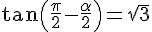 tan(π/2 − α/2) = √3